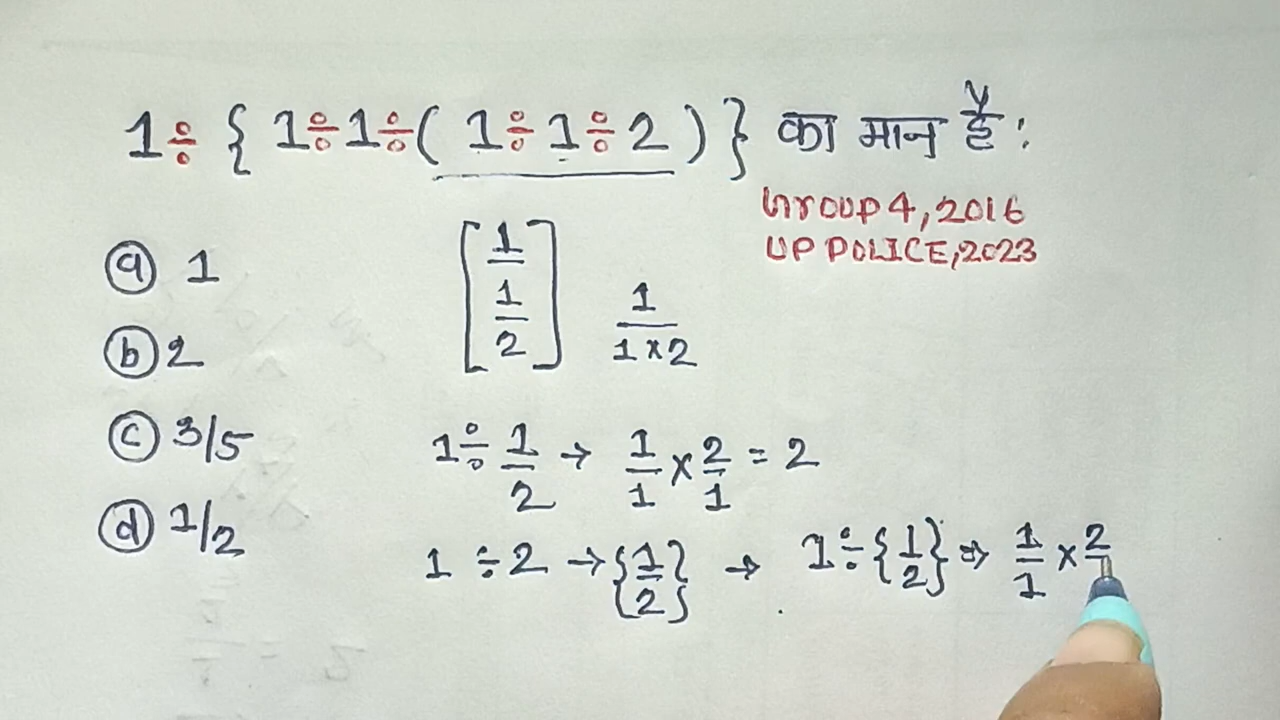 1÷{1÷1÷(1÷1÷2)} का मान है :
Group 4, 2016
UP POLICE, 2023
(a) 1
(b) 2
(c) 3/5
(d) 1/2
[1/(1/2)] 1/(1×2)
1÷1/2 → 1/1 × 2/1 = 2
1÷2 → {1/2} → 1÷{1/2} ⇒ 1/1 × 2/